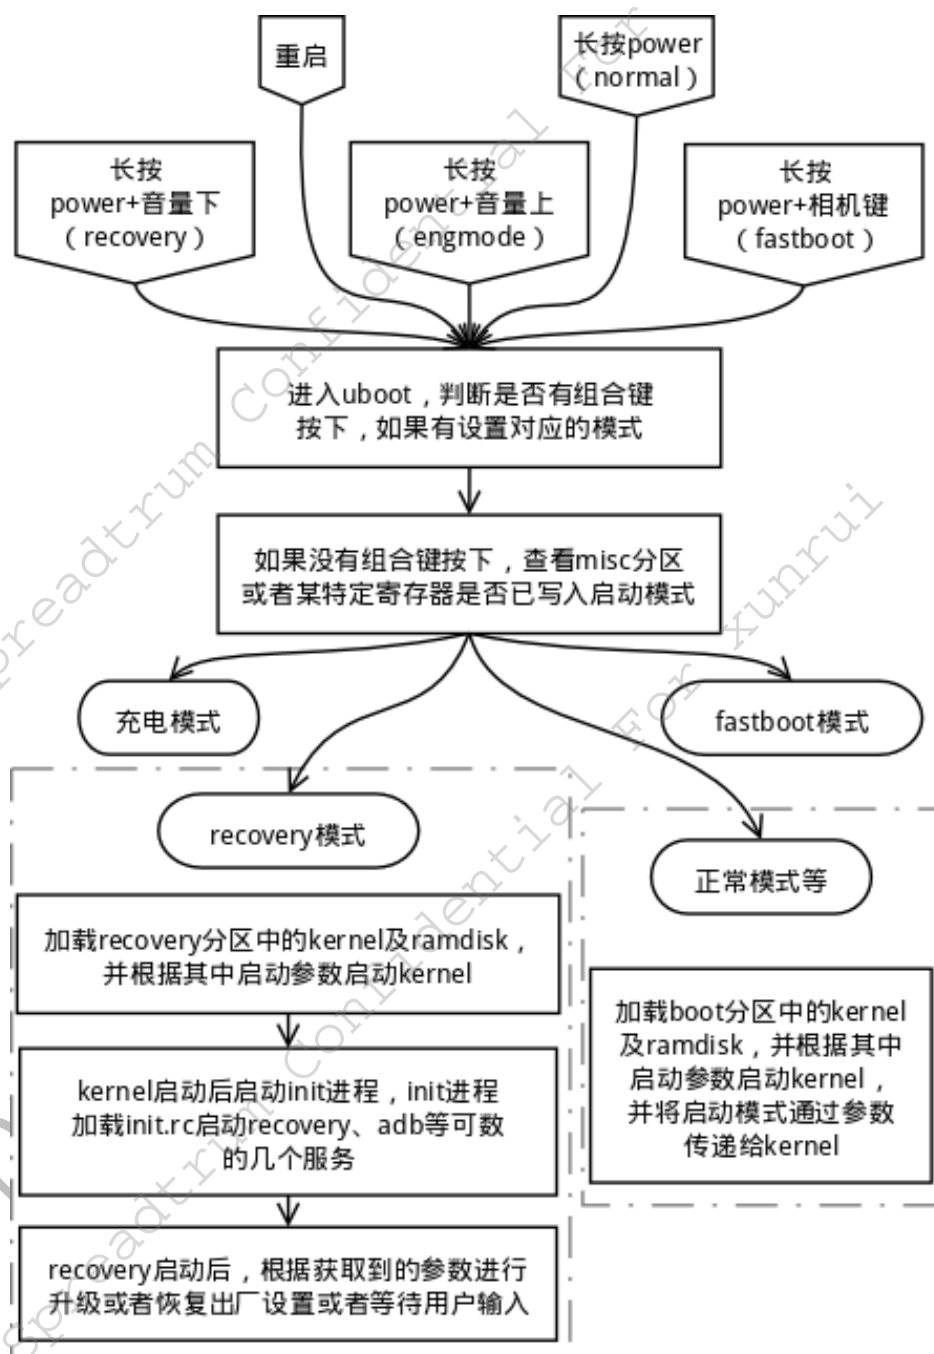 重启
长按power
（normal）
长按
power+音量下
（recovery）
长按
power+音量上
（engmode）
长按
power+相机键
（fastboot）
进入uboot，判断是否有组合键
按下，如果有设置对应的模式
如果没有组合键按下，查看misc分区
或者某特定寄存器是否已写入启动模式
充电模式
fastboot模式
recovery模式
正常模式等
加载recovery分区中的kernel及ramdisk，
并根据其中启动参数启动kernel
kernel启动后启动init进程，init进程
加载init.rc启动recovery、adb等可数
的几个服务
recovery启动后，根据获取到的参数进行
升级或者恢复出厂设置或者等待用户输入
加载boot分区中的kernel
及ramdisk，并根据其中
启动参数启动kernel，
并将启动模式通过参数
传递给kernel
Spreadtrum Confidential For
Spreadtrum Confidential For xunrui